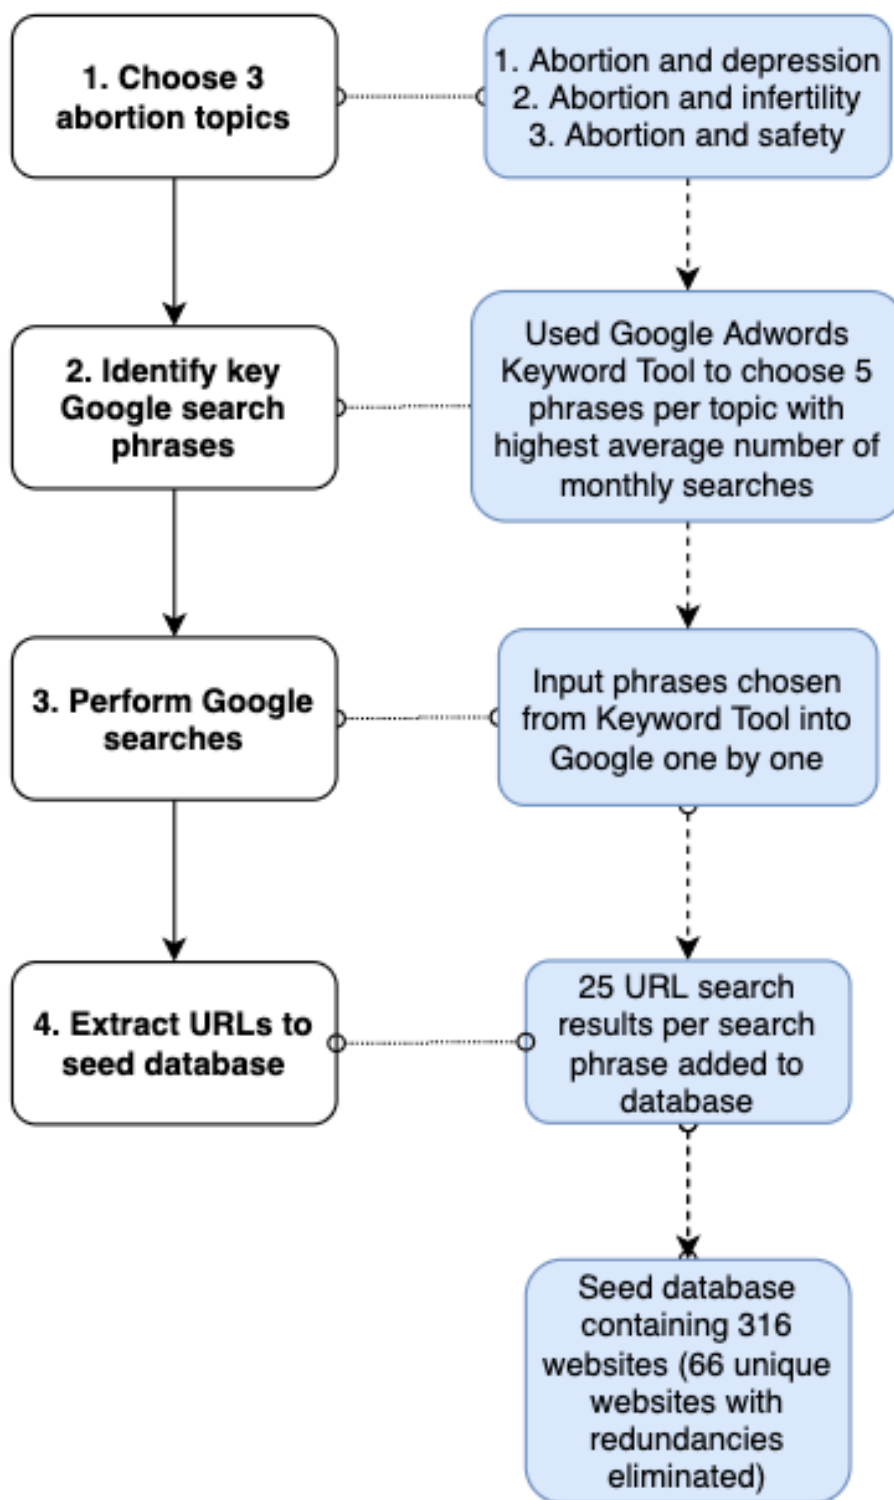 1. Choose 3
abortion topics
1. Abortion and depression
2. Abortion and infertility
3. Abortion and safety
2. Identify key
Google search
phrases
Used Google Adwords
Keyword Tool to choose 5
phrases per topic with
highest average number of
monthly searches
3. Perform Google
searches
Input phrases chosen
from Keyword Tool into
Google one by one
4. Extract URLs to
seed database
25 URL search
results per search
phrase added to
database
Seed database
containing 316
websites (66 unique
websites with
redundancies
eliminated)